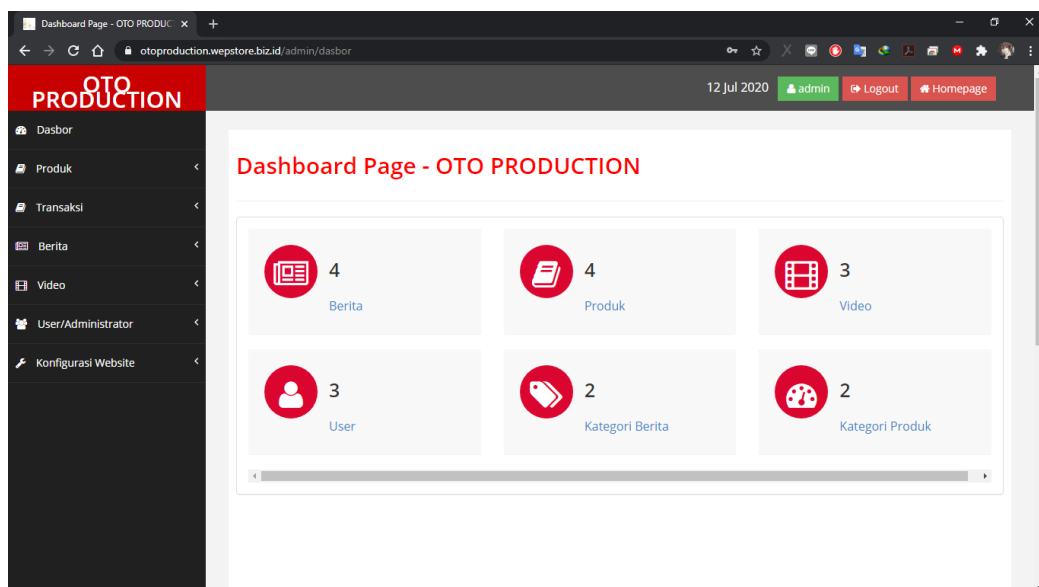 Dashboard Page - OTO PRODUC
otoproduction.wepstore.biz.id/admin/dasbor
OTO
PRODUCTION
12 Jul 2020
admin
Logout
Homepage
Dasbor
Produk
Transaksi
Berita
Video
User/Administrator
Konfigurasi Website
Dashboard Page - OTO PRODUCTION
4
Berita
4
Produk
3
Video
3
User
2
Kategori Berita
2
Kategori Produk